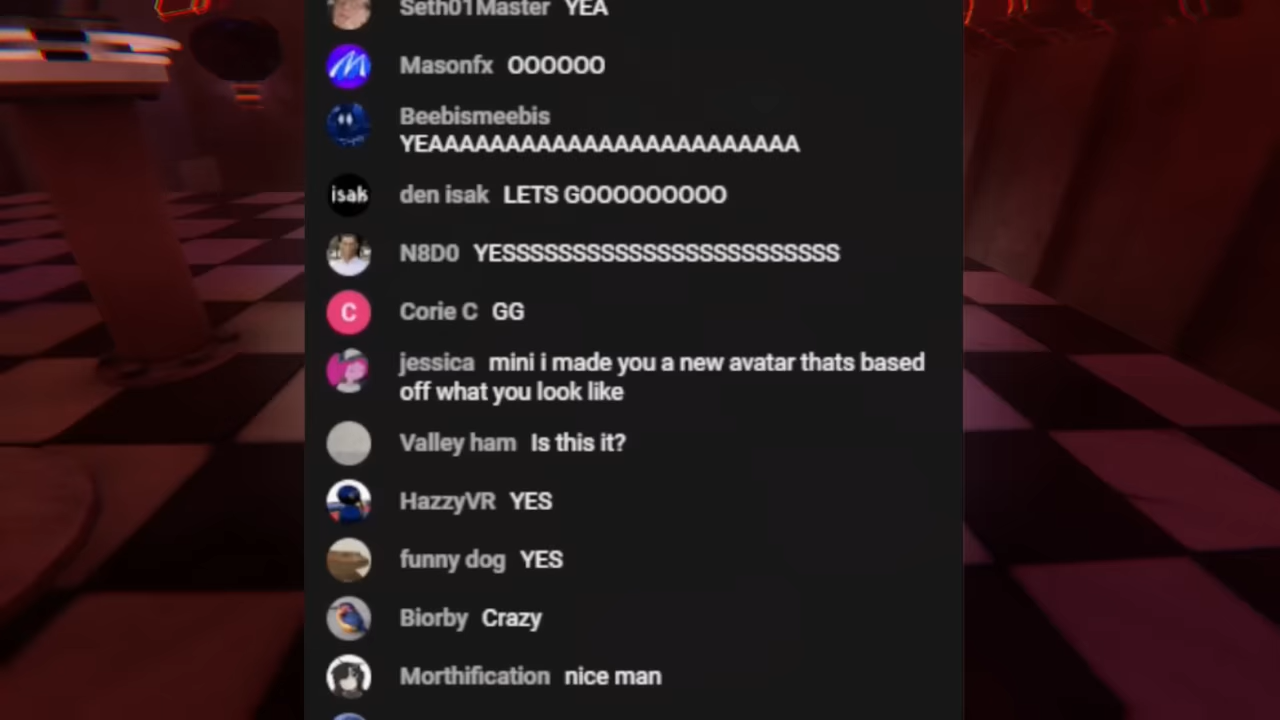 Seth01Master YEA
Masonfx OOOOOO
Beebismeebis
YEAAAAAAAAAAAAAAAAAAAAAAAA
isak den isak LETS GOOOOOOOOO
N8D0 YESSSSSSSSSSSSSSSSSSSSSSSS
C Corie C GG
jessica mini i made you a new avatar thats based
off what you look like
Valley ham Is this it?
HazzyVR YES
funny dog YES
Biorby Crazy
Morthification nice man